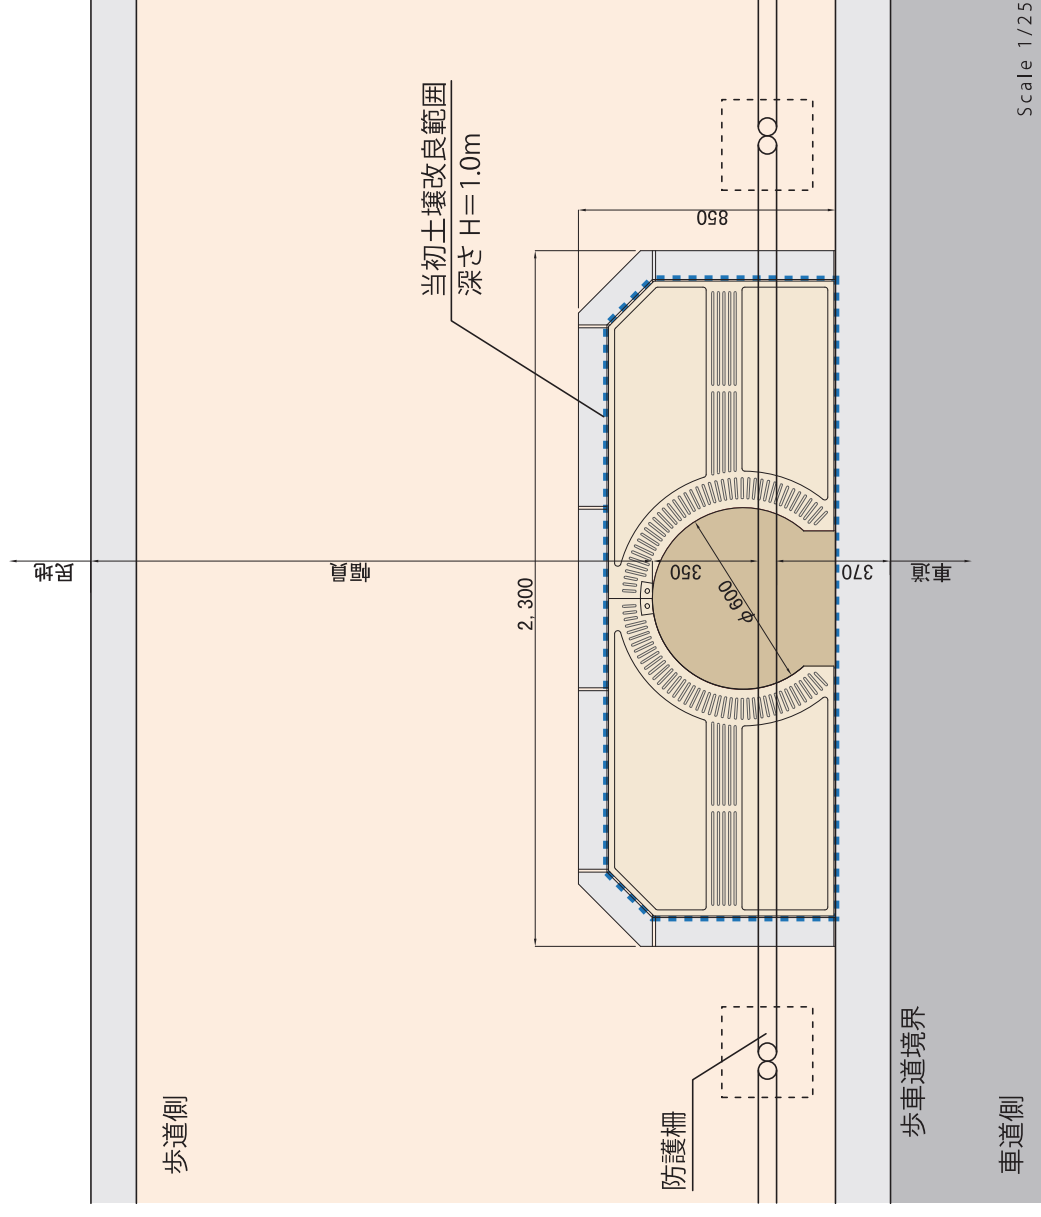 当初土壌改良範囲
深さ H=1.0m
850
2,300
φ600
350
370
民地
幅員
車道
歩道側
防護柵
歩車道境界
車道側
Scale 1/25